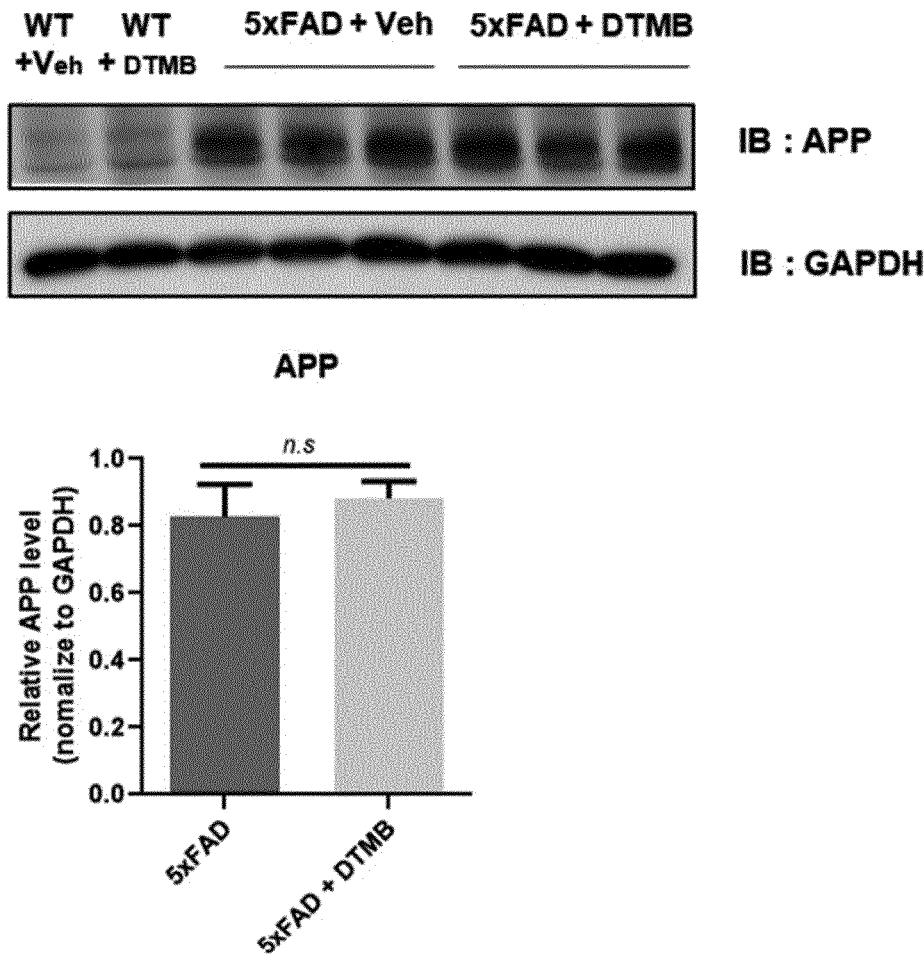 WT WT 5xFAD + Veh 5xFAD + DTMB
+Veh + DTMB
IB : APP
IB : GAPDH
APP
n.s
1.0
0.8
0.6
0.4
0.2
0.0
Relative APP level
(nomalize to GAPDH)
5xFAD
5xFAD + DTMB